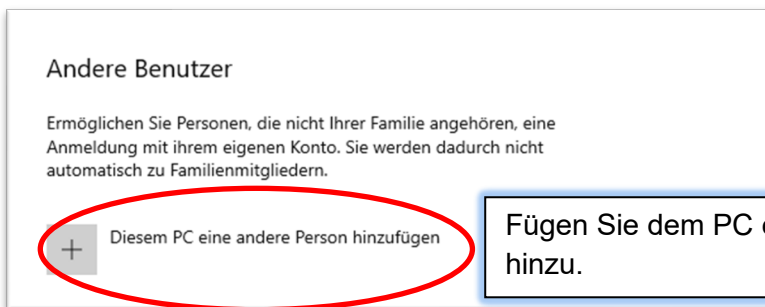 Andere Benutzer
Ermöglichen Sie Personen, die nicht Ihrer Familie angehören, eine
Anmeldung mit ihrem eigenen Konto. Sie werden dadurch nicht
automatisch zu Familienmitgliedern.
Diesem PC eine andere Person hinzufügen
Fügen Sie dem PC
hinzu.